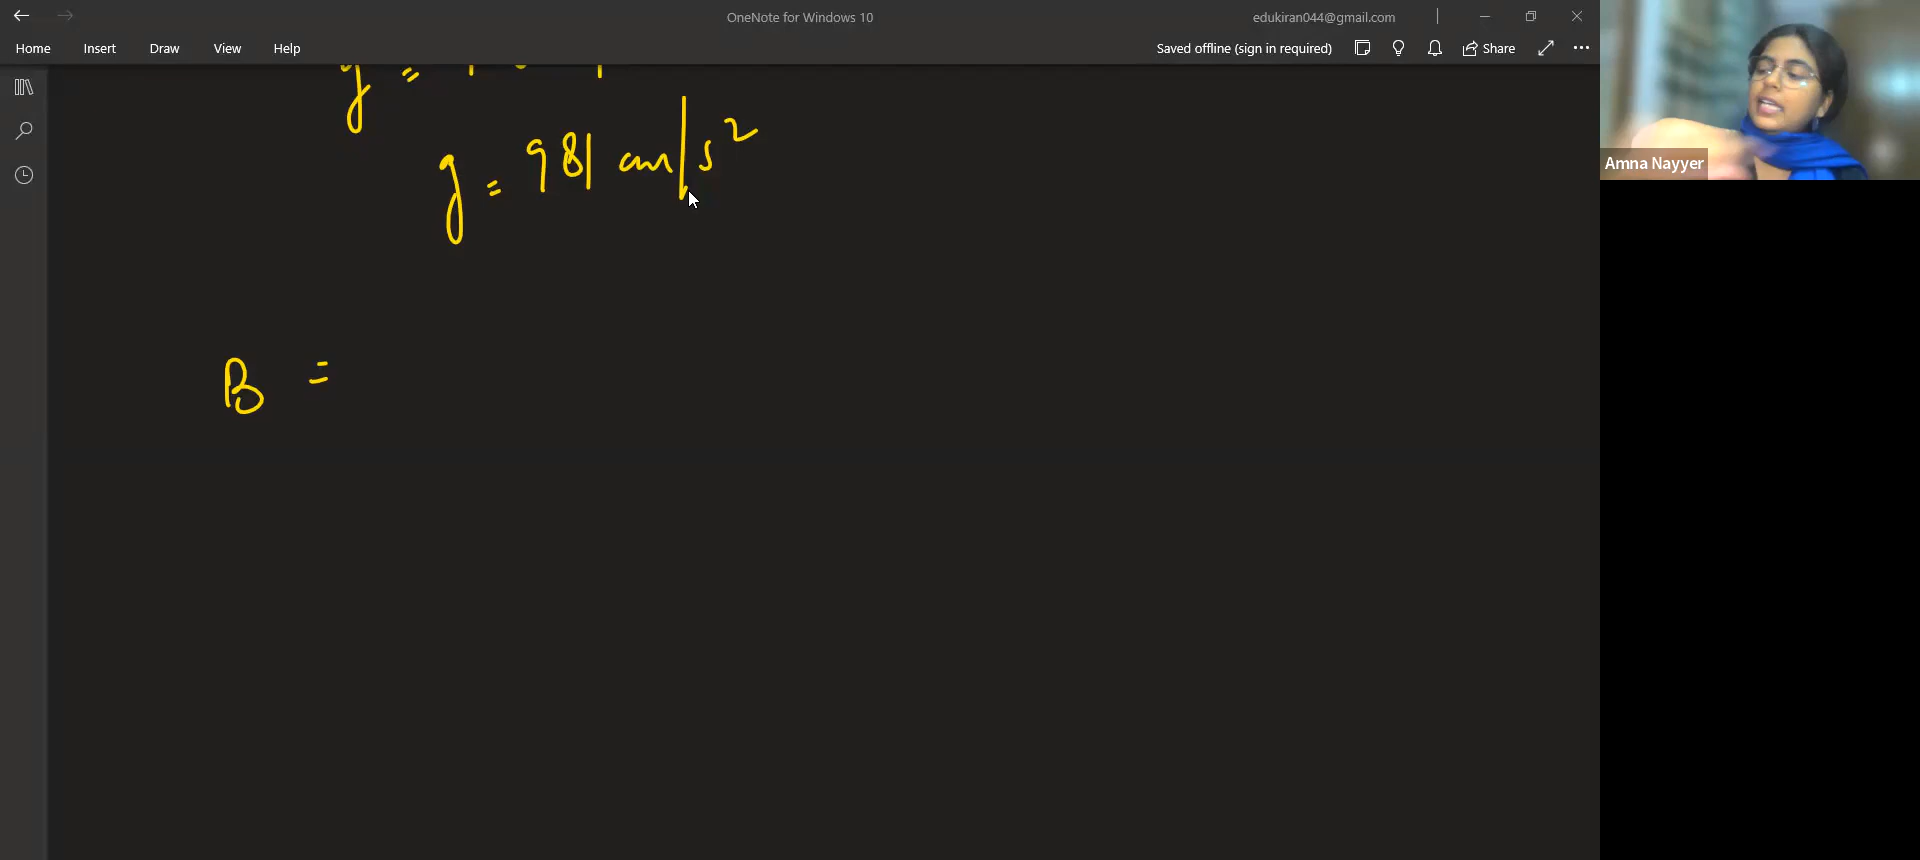 OneNote for Windows 10
edukiran044@gmail.com
Home Insert Draw View Help
Saved offline (sign in required)
Share
Amna Nayyer
g =
g = 981 cm/s²
B =